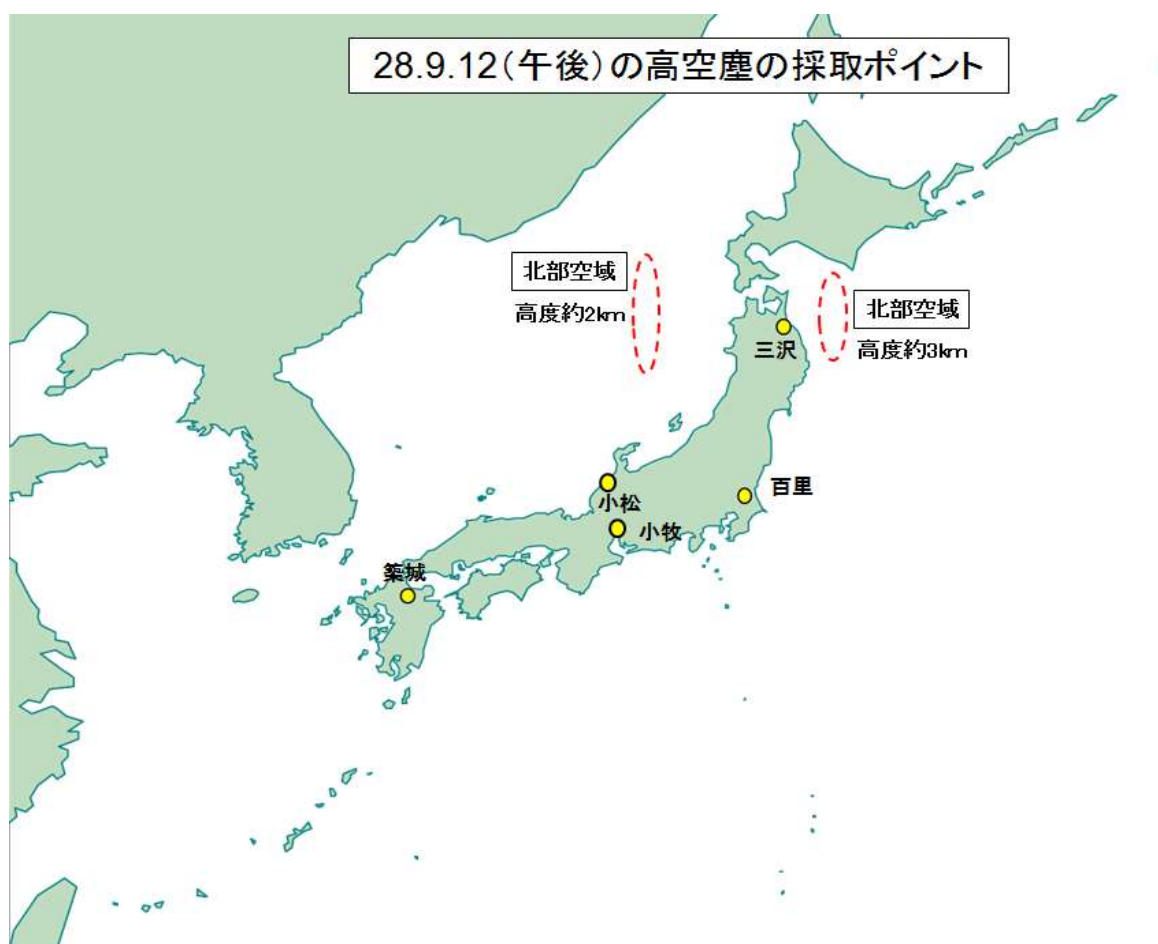 28.9.12(午後)の高空塵の採取ポイント
北部空域
高度約2km
北部空域
高度約3km
三沢
百里
小松
小牧
築城